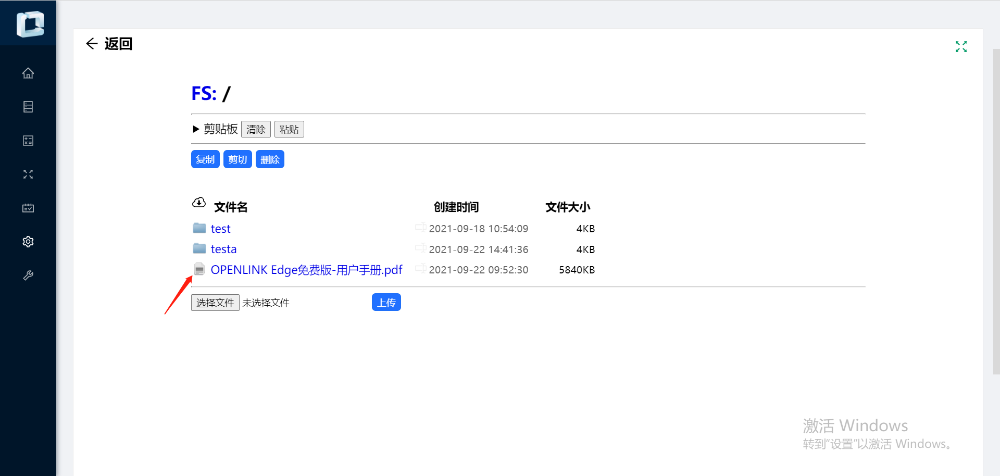 返回
FS: /
剪贴板 清除 粘贴
复制 剪切 删除
文件名 创建时间 文件大小
test 2021-09-18 10:54:09 4KB
testa 2021-09-22 14:41:36 4KB
OPENLINK Edge免费版-用户手册.pdf 2021-09-22 09:52:30 5840KB
选择文件 未选择文件 上传
激活 Windows
转到“设置”以激活 Windows。